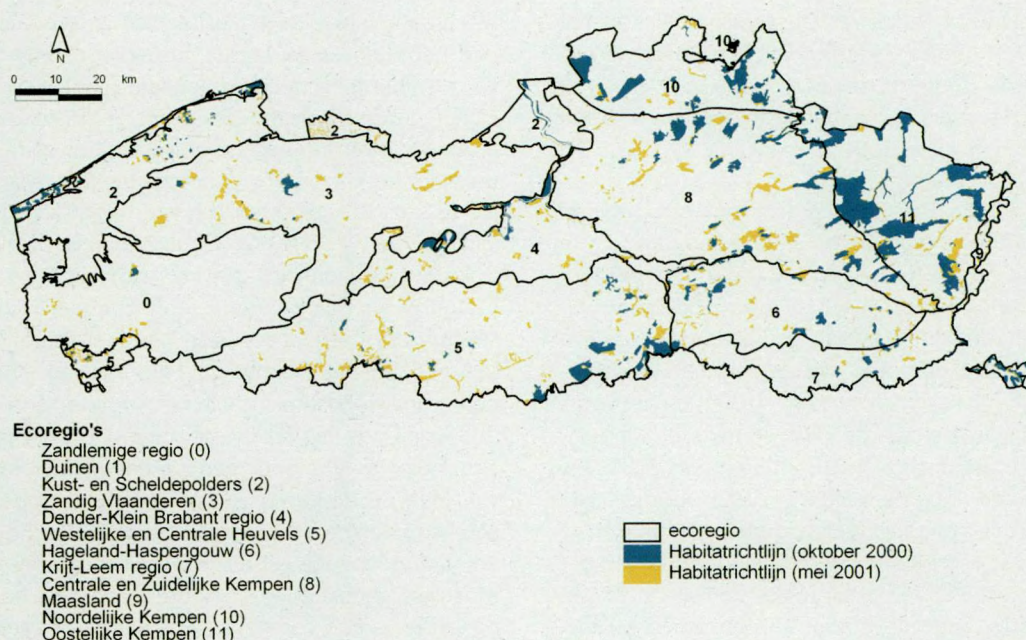 N
0 10 20 km
10
10
2
2
1
2
3
8
11
4
9
0
5
6
5
7
0
Ecoregio's
Zandlemige regio (0)
Duinen (1)
Kust- en Scheldepolders (2)
Zandig Vlaanderen (3)
Dender-Klein Brabant regio (4)
Westelijke en Centrale Heuvels (5)
Hageland-Haspengouw (6)
Krijt-Leem regio (7)
Centrale en Zuidelijke Kempen (8)
Maasland (9)
Noordelijke Kempen (10)
Oostelijke Kempen (11)
ecoregio
Habitatrichtlijn (oktober 2000)
Habitatrichtlijn (mei 2001)